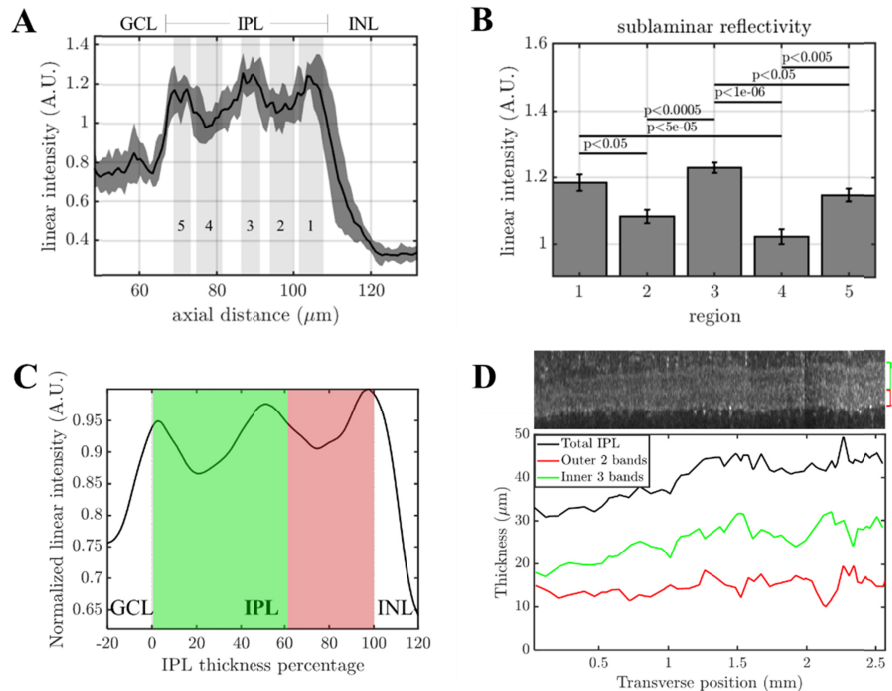 A
GCL IPL INL
1.4
1.2
1
0.8
0.6
0.4
linear intensity (A.U.)
5 4 3 2 1
60 80 100 120
axial distance (μm)
B
sublaminar reflectivity
1.6
1.4
1.2
1
linear intensity (A.U.)
p<0.005
p<0.05
p<1e-06
p<0.0005
p<5e-05
p<0.05
1 2 3 4 5
region
C
0.95
0.9
0.85
0.8
0.75
0.7
0.65
Normalized linear intensity (A.U.)
GCL IPL INL
-20 0 20 40 60 80 100 120
IPL thickness percentage
D
50
40
30
20
10
0
Thickness (μm)
Total IPL
Outer 2 bands
Inner 3 bands
0.5 1 1.5 2 2.5
Transverse position (mm)